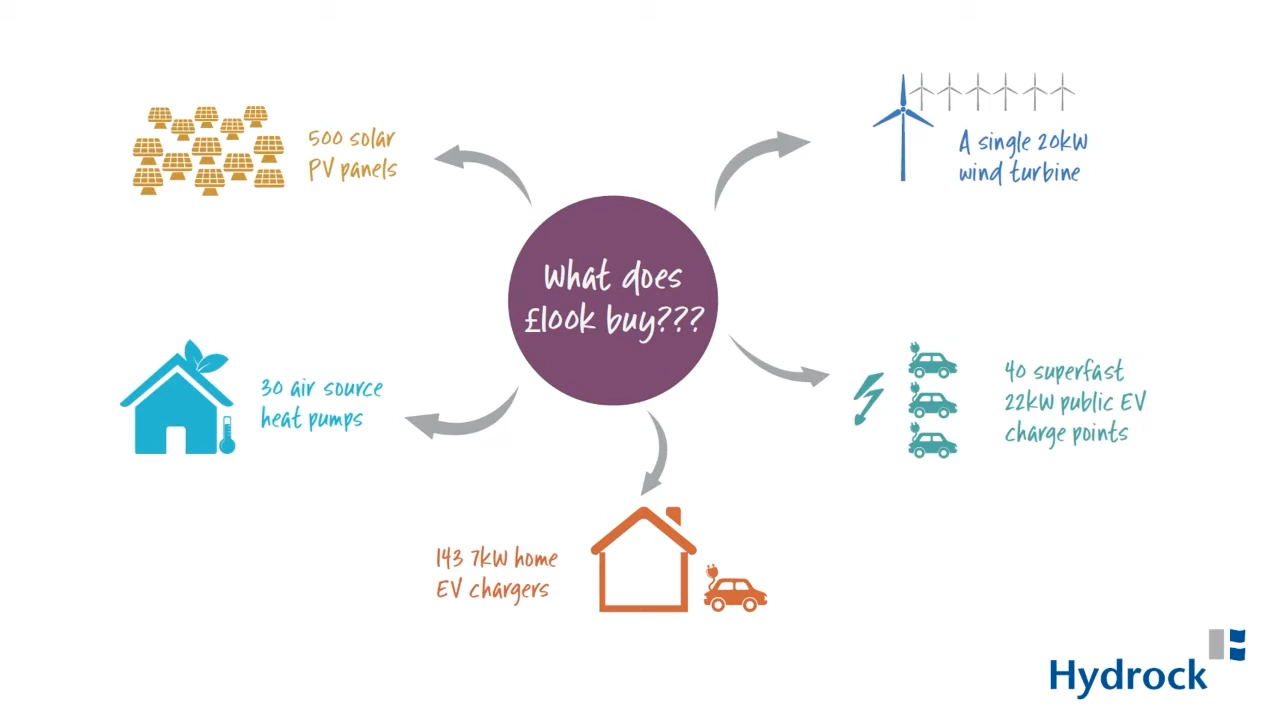 500 solar
PV panels
A single 20kW
wind turbine
What does
£100k buy???
30 air source
heat pumps
40 superfast
22kW public EV
charge points
143 7kW home
EV chargers
Hydrock